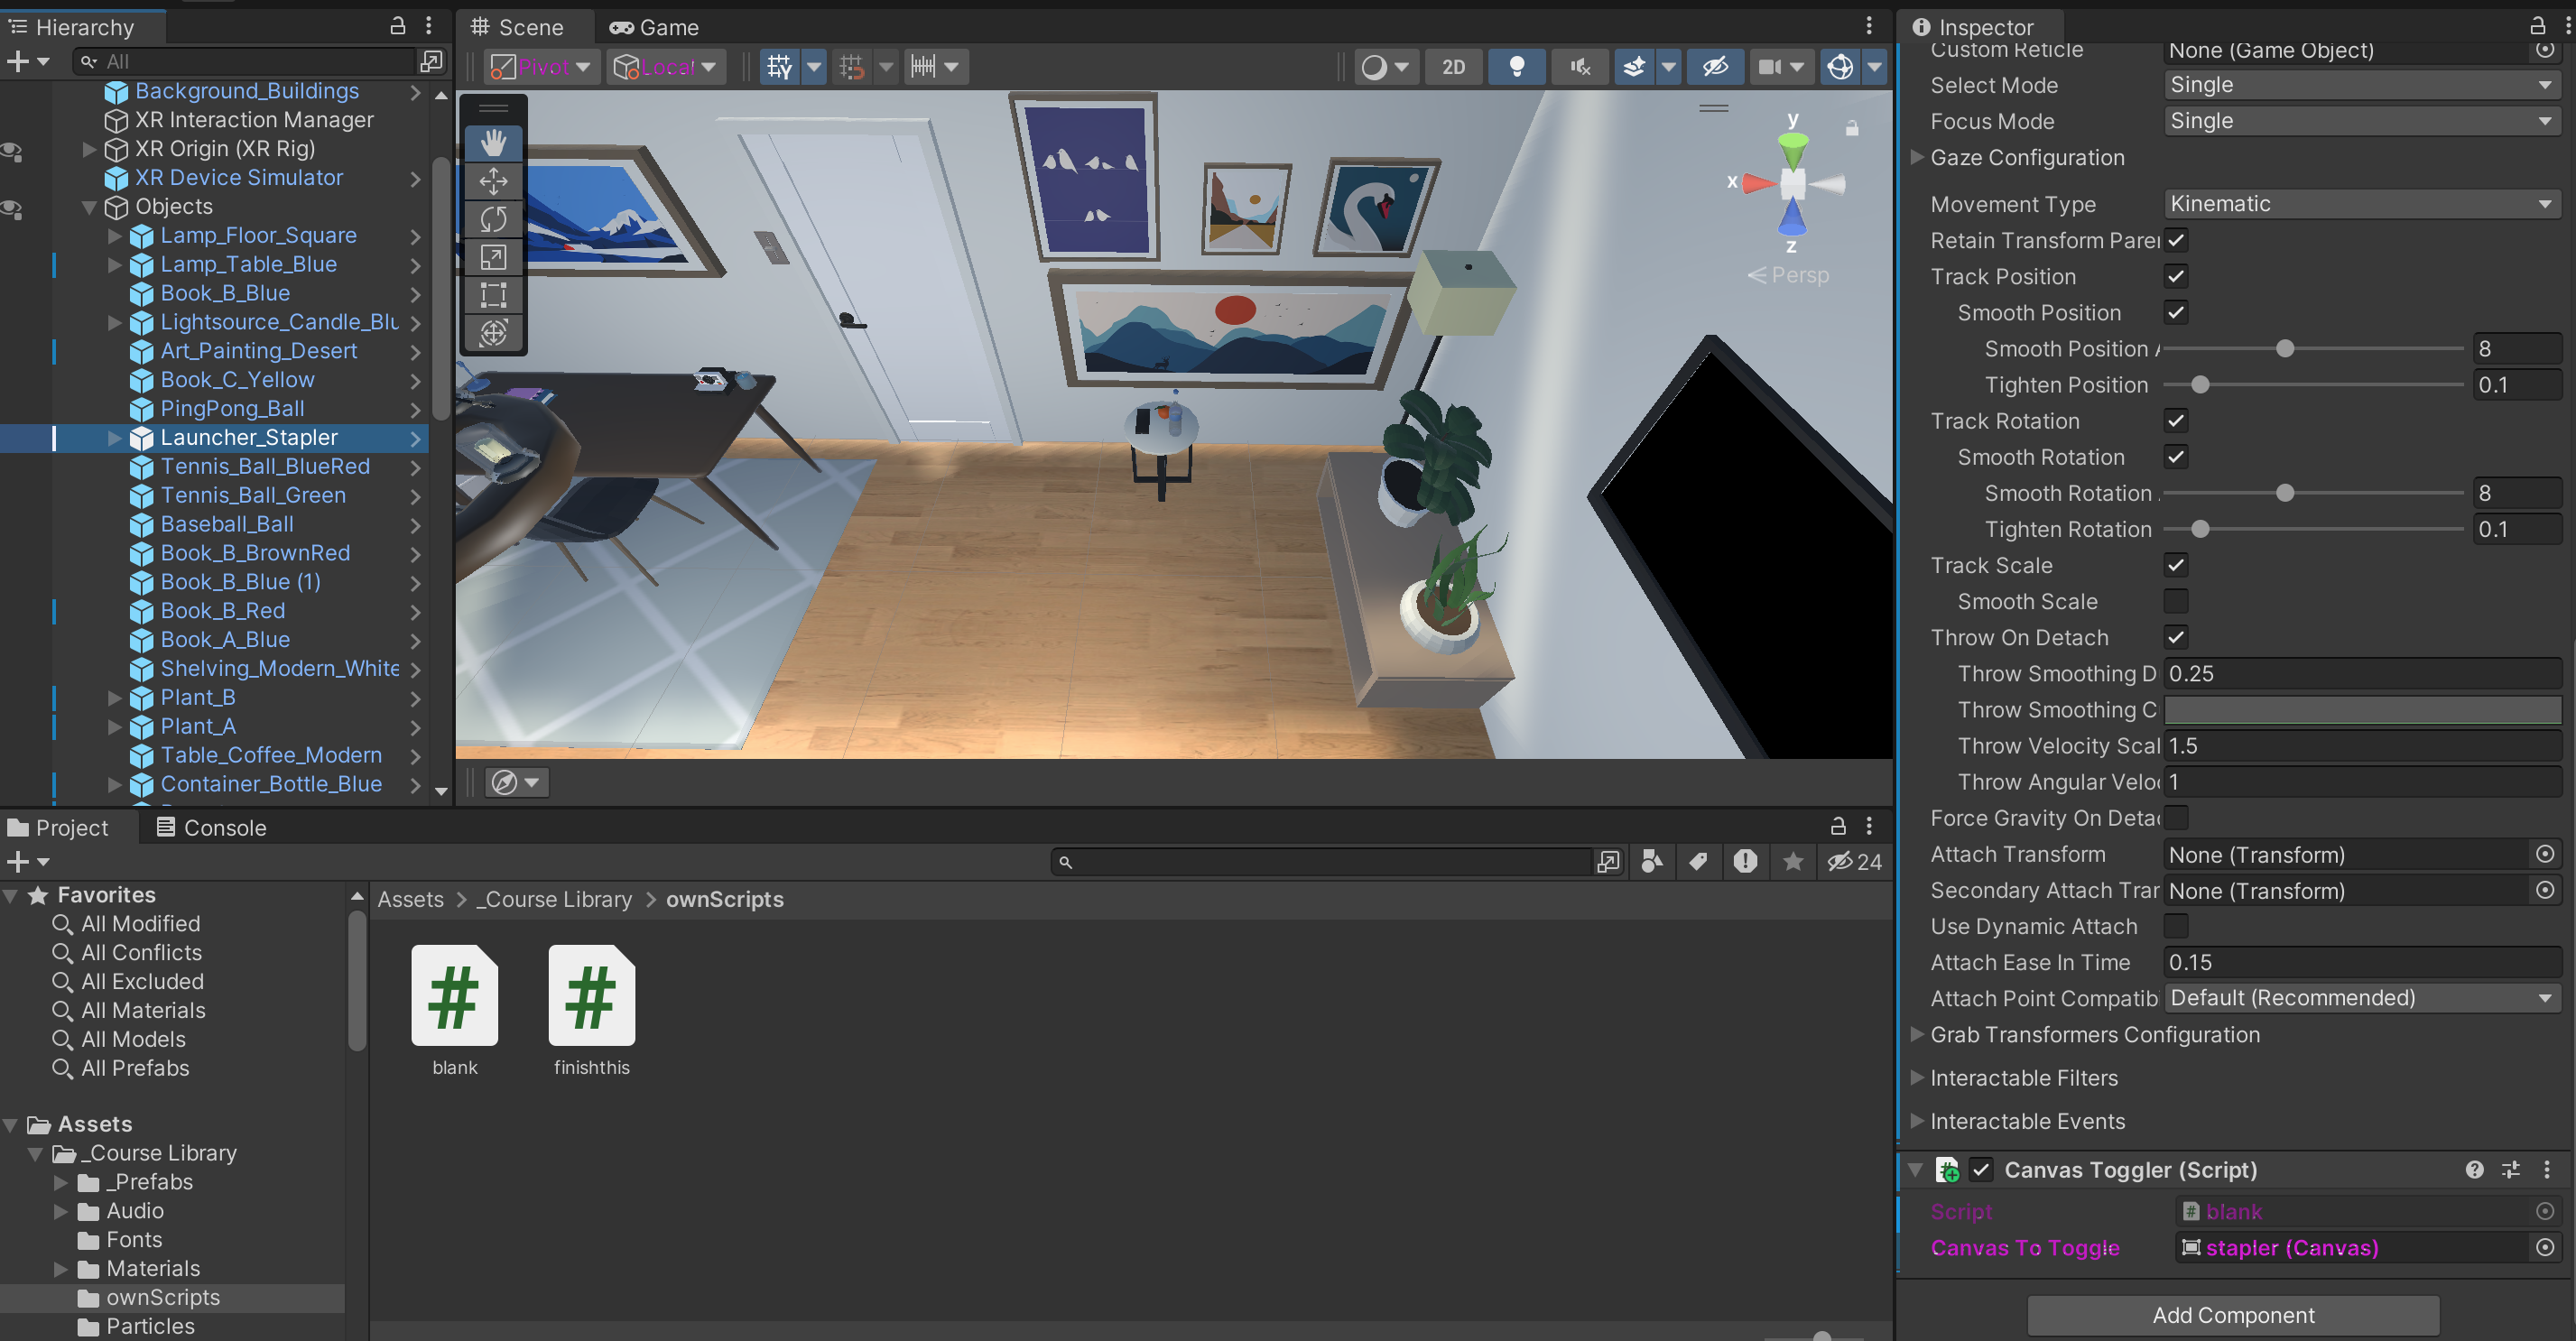 Hierarchy
All
Background_Buildings
XR Interaction Manager
XR Origin (XR Rig)
XR Device Simulator
Objects
Lamp_Floor_Square
Lamp_Table_Blue
Book_B_Blue
Lightsource_Candle_Blu
Art_Painting_Desert
Book_C_Yellow
PingPong_Ball
Launcher_Stapler
Tennis_Ball_BlueRed
Tennis_Ball_Green
Baseball_Ball
Book_B_BrownRed
Book_B_Blue (1)
Book_B_Red
Book_A_Blue
Shelving_Modern_White
Plant_B
Plant_A
Table_Coffee_Modern
Container_Bottle_Blue
Scene
Game
Pivot
Local
2D
y
x
z
Persp
Project
Console
24
Favorites
All Modified
All Conflicts
All Excluded
All Materials
All Models
All Prefabs
Assets
_Course Library
_Prefabs
Audio
Fonts
Materials
ownScripts
Particles
Assets > _Course Library > ownScripts
blank
finishthis
Inspector
Custom Reticle None (Game Object)
Select Mode Single
Focus Mode Single
Gaze Configuration
Movement Type Kinematic
Retain Transform Parer
Track Position
Smooth Position
Smooth Position A 8
Tighten Position 0.1
Track Rotation
Smooth Rotation
Smooth Rotation 8
Tighten Rotation 0.1
Track Scale
Smooth Scale
Throw On Detach
Throw Smoothing D 0.25
Throw Smoothing C
Throw Velocity Scal 1.5
Throw Angular Velo 1
Force Gravity On Detac
Attach Transform None (Transform)
Secondary Attach Trar None (Transform)
Use Dynamic Attach
Attach Ease In Time 0.15
Attach Point Compatib Default (Recommended)
Grab Transformers Configuration
Interactable Filters
Interactable Events
Canvas Toggler (Script)
Script blank
Canvas To Toggle stapler (Canvas)
Add Component